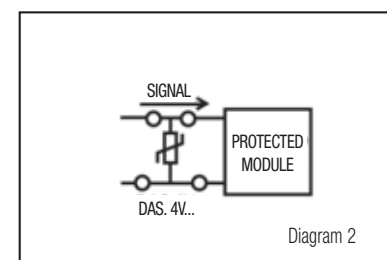 SIGNAL
PROTECTED
MODULE
DAS. 4V...
Diagram 2